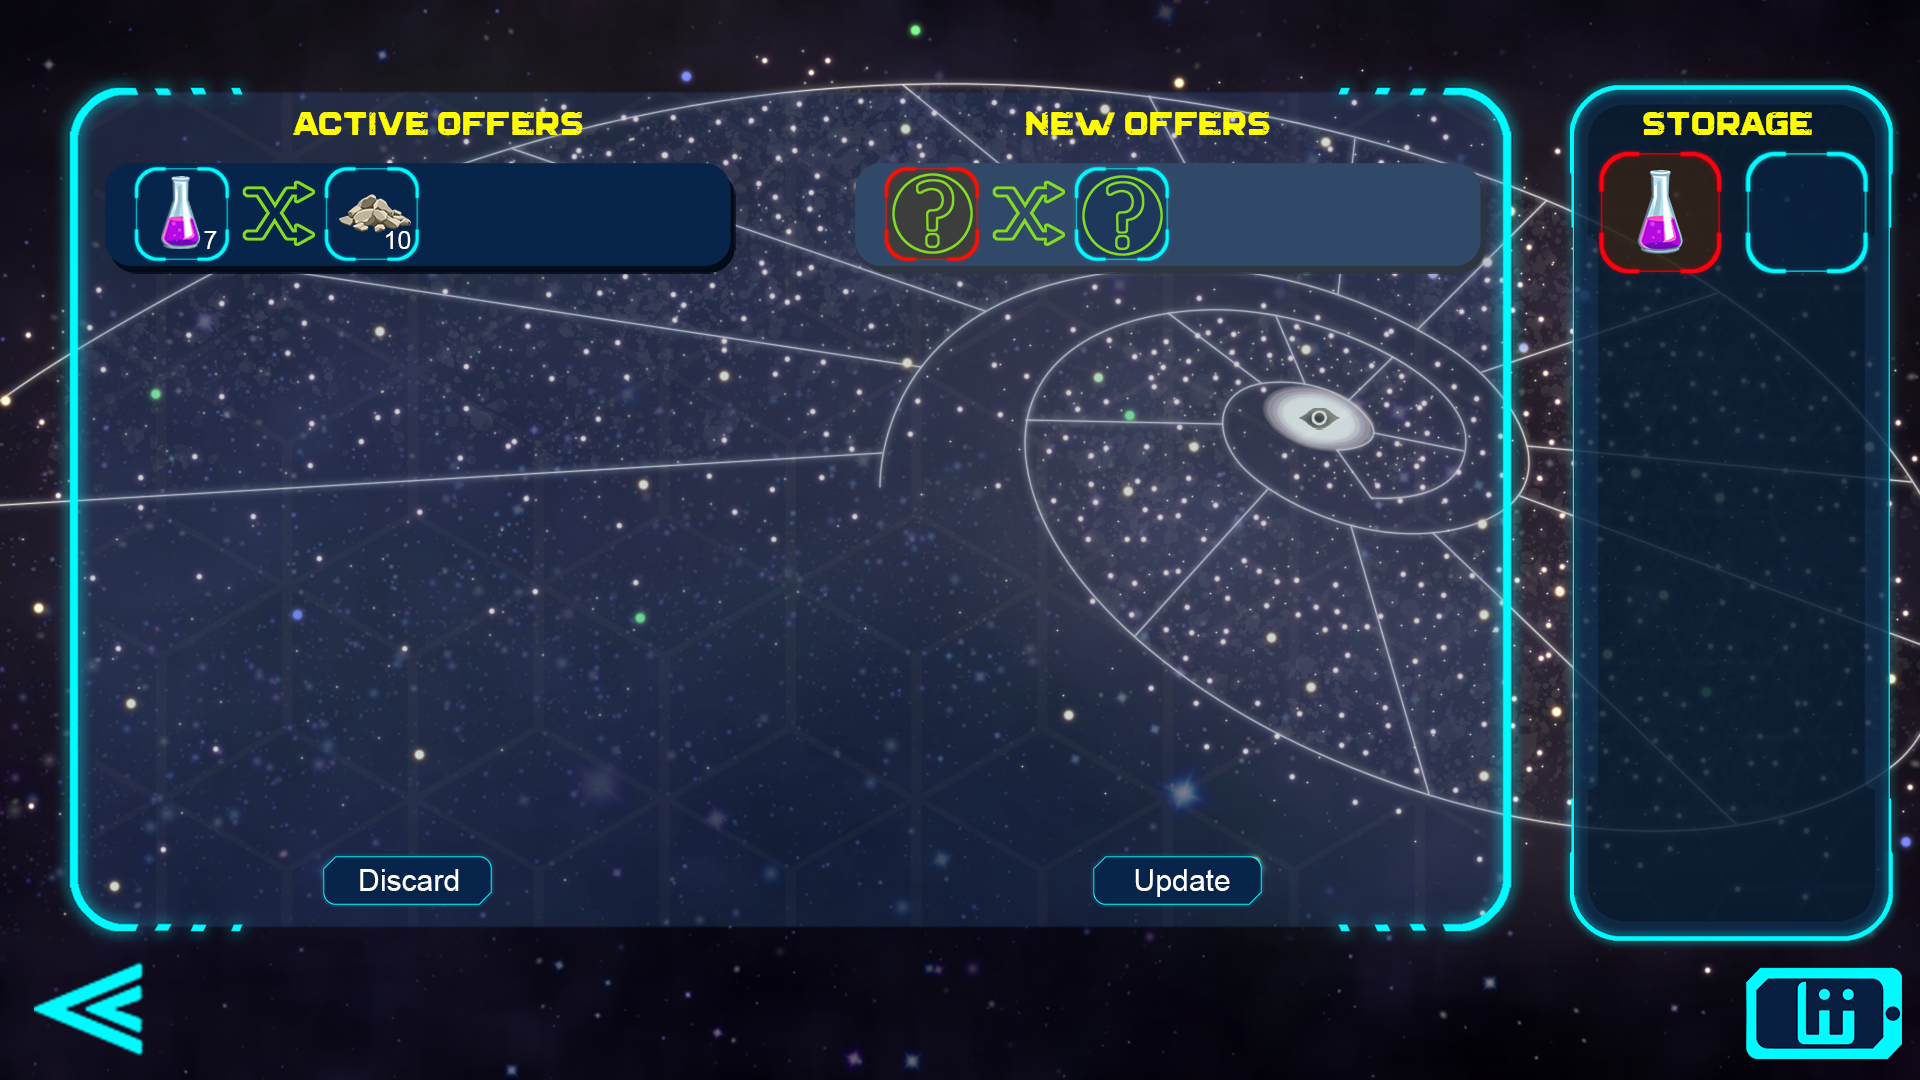 ACTIVE OFFERS
NEW OFFERS
STORAGE
7
10
?
?
Discard
Update